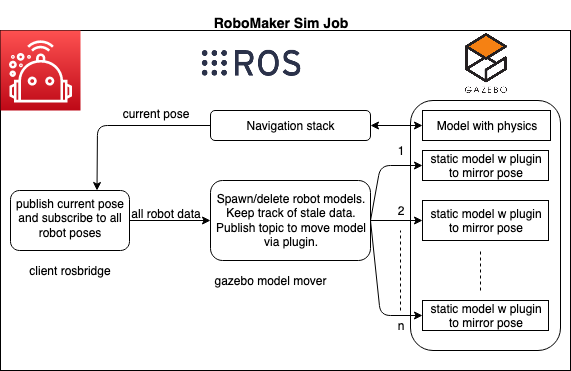 RoboMaker Sim Job
ROS
GAZEBO
current pose
Navigation stack
Model with physics
1
static model w plugin
to mirror pose
publish current pose
and subscribe to all
robot poses
all robot data
Spawn/delete robot models.
Keep track of stale data.
Publish topic to move model
via plugin.
2
static model w plugin
to mirror pose
client rosbridge
gazebo model mover
n
static model w plugin
to mirror pose